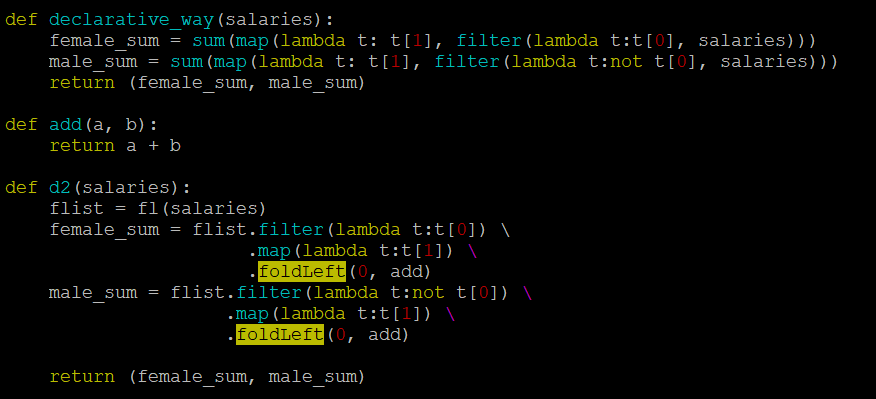 def declarative_way(salaries):
    female_sum = sum(map(lambda t: t[1], filter(lambda t:t[0], salaries)))
    male_sum = sum(map(lambda t: t[1], filter(lambda t:not t[0], salaries)))
    return (female_sum, male_sum)

def add(a, b):
    return a + b

def d2(salaries):
    flist = fl(salaries)
    female_sum = flist.filter(lambda t:t[0]) \
                      .map(lambda t:t[1]) \
                      .foldLeft(0, add)
    male_sum = flist.filter(lambda t:not t[0]) \
                    .map(lambda t:t[1]) \
                    .foldLeft(0, add)

    return (female_sum, male_sum)